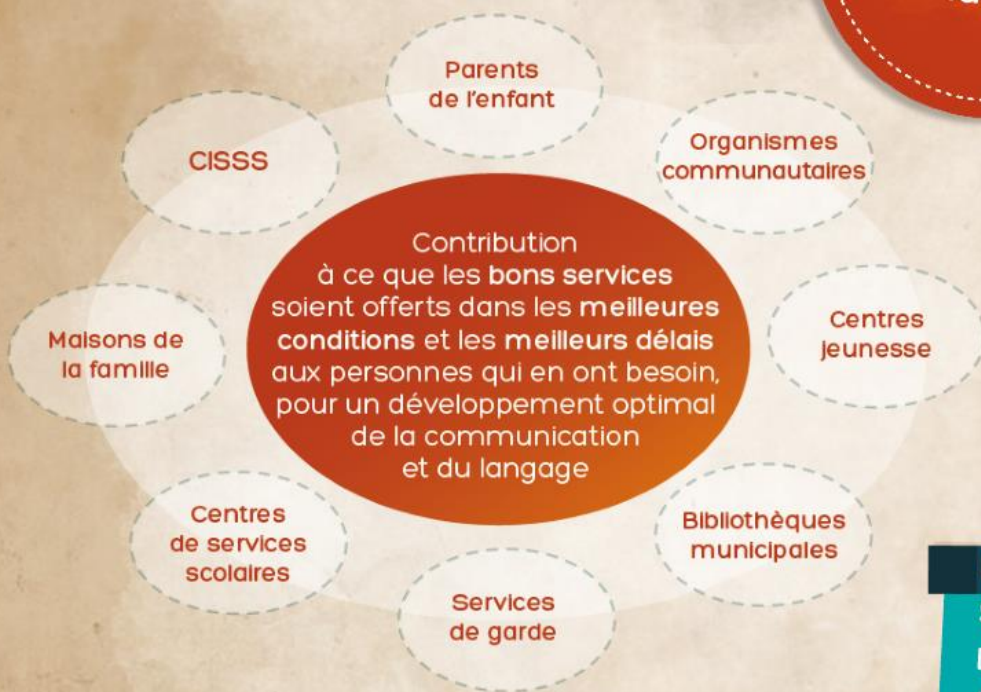 Parents
de l'enfant
Organismes
communautaires
CISSS
Contribution
à ce que les bons services
soient offerts dans les meilleures
conditions et les meilleurs délais
aux personnes qui en ont besoin,
pour un développement optimal
de la communication
et du langage
Centres
jeunesse
Maisons de
la famille
Centres
de services
scolaires
Bibliothèques
municipales
Services
de garde